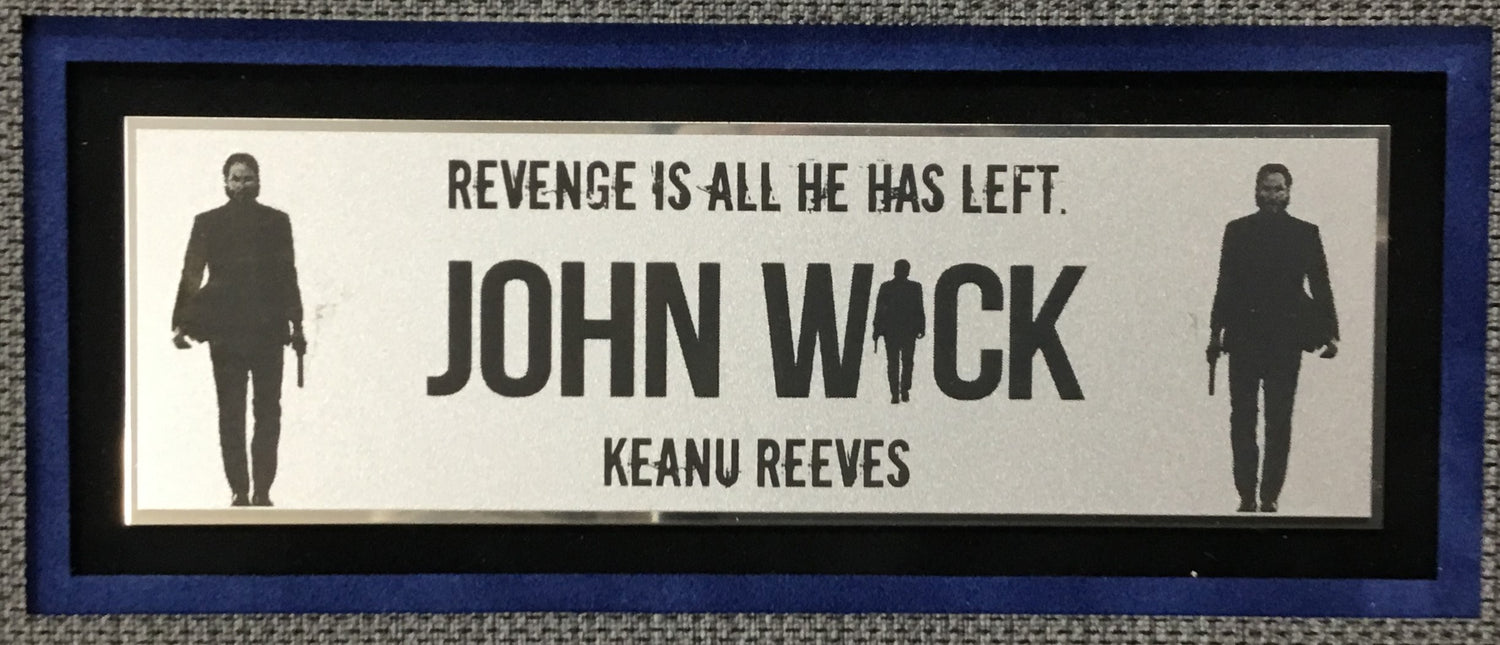 REVENGE IS ALL HE HAS LEFT.
JOHN WICK
KEANU REEVES